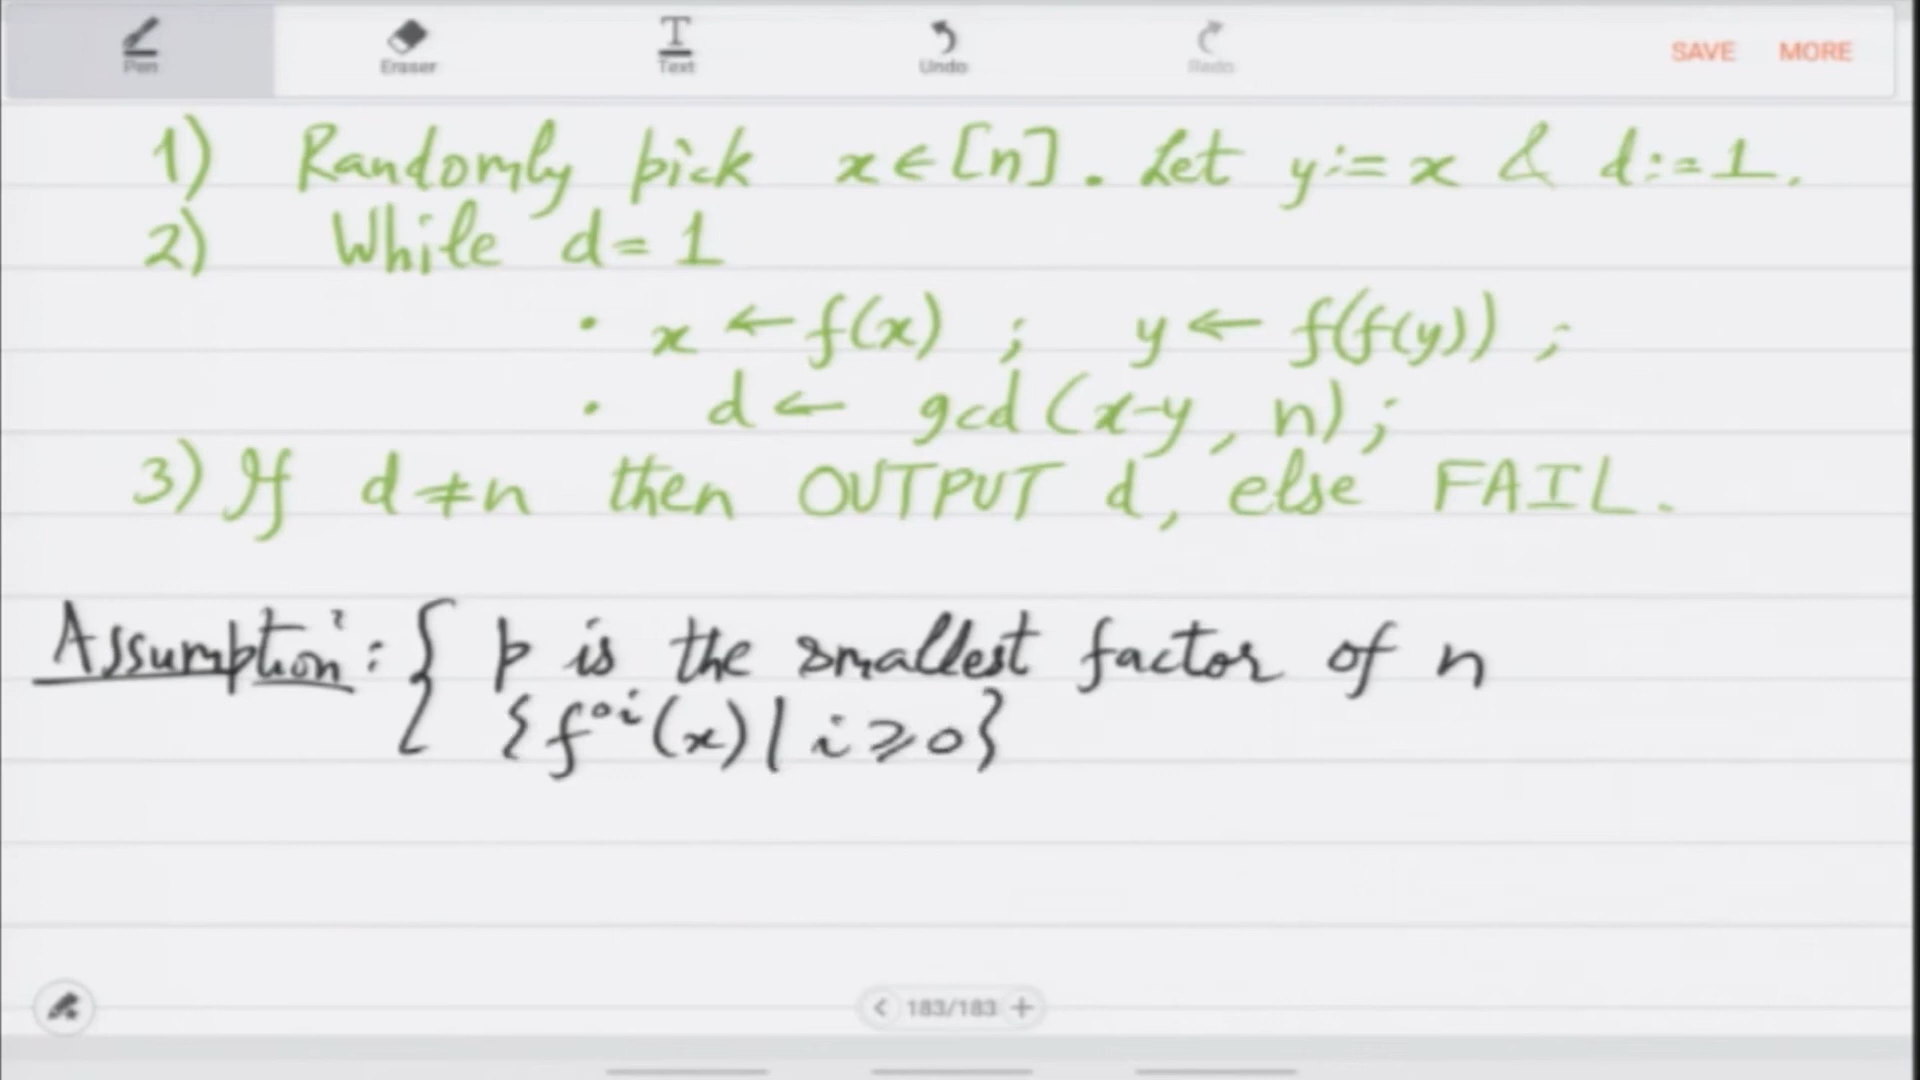 Pen Eraser Text Undo Redo SAVE MORE
1) Randomly pick x∈[n]. Let y:=x & d:=1.
2) While d=1
• x←f(x) ; y←f(f(y)) ;
• d← gcd(x-y, n) ;
3) If d≠n then OUTPUT d, else FAIL.
Assumption: { p is the smallest factor of n
{f^{oi}(x) | i≥0}
183/183